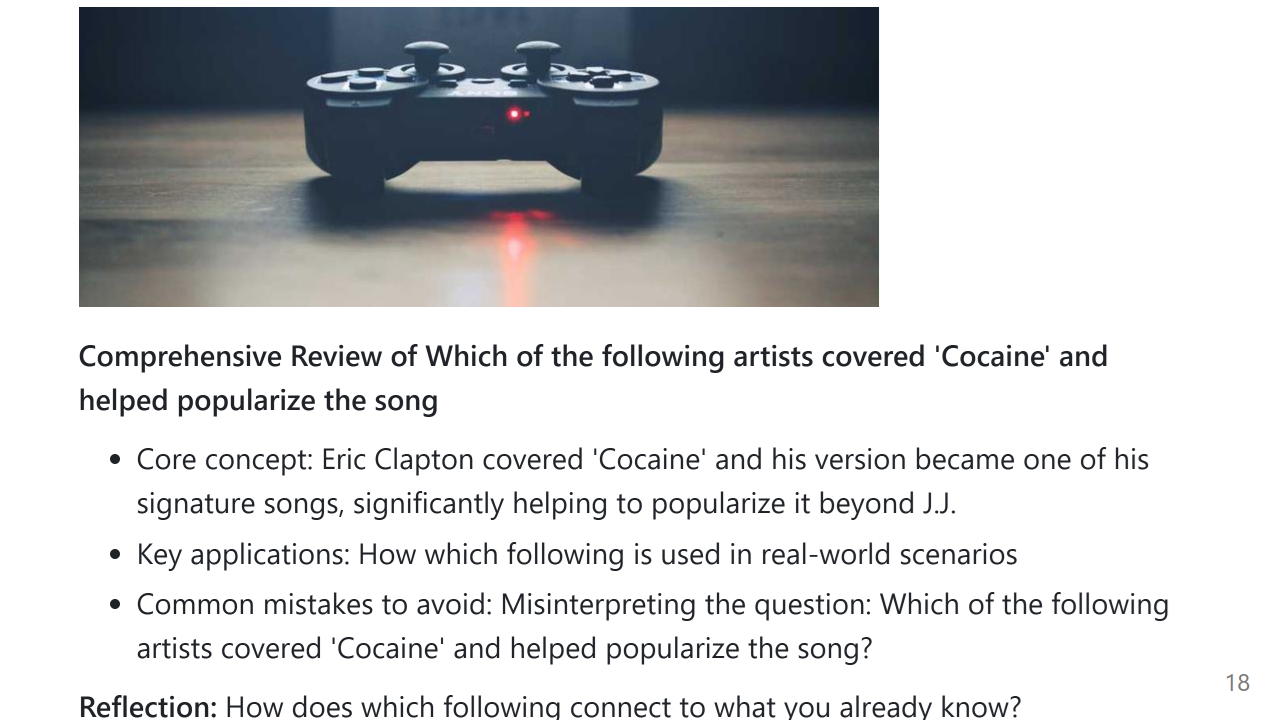 SONY
Comprehensive Review of Which of the following artists covered 'Cocaine' and
helped popularize the song
Core concept: Eric Clapton covered 'Cocaine' and his version became one of his
signature songs, significantly helping to popularize it beyond J.J.
Key applications: How which following is used in real-world scenarios
Common mistakes to avoid: Misinterpreting the question: Which of the following
artists covered 'Cocaine' and helped popularize the song?
18
Reflection: How does which following connect to what you already know?